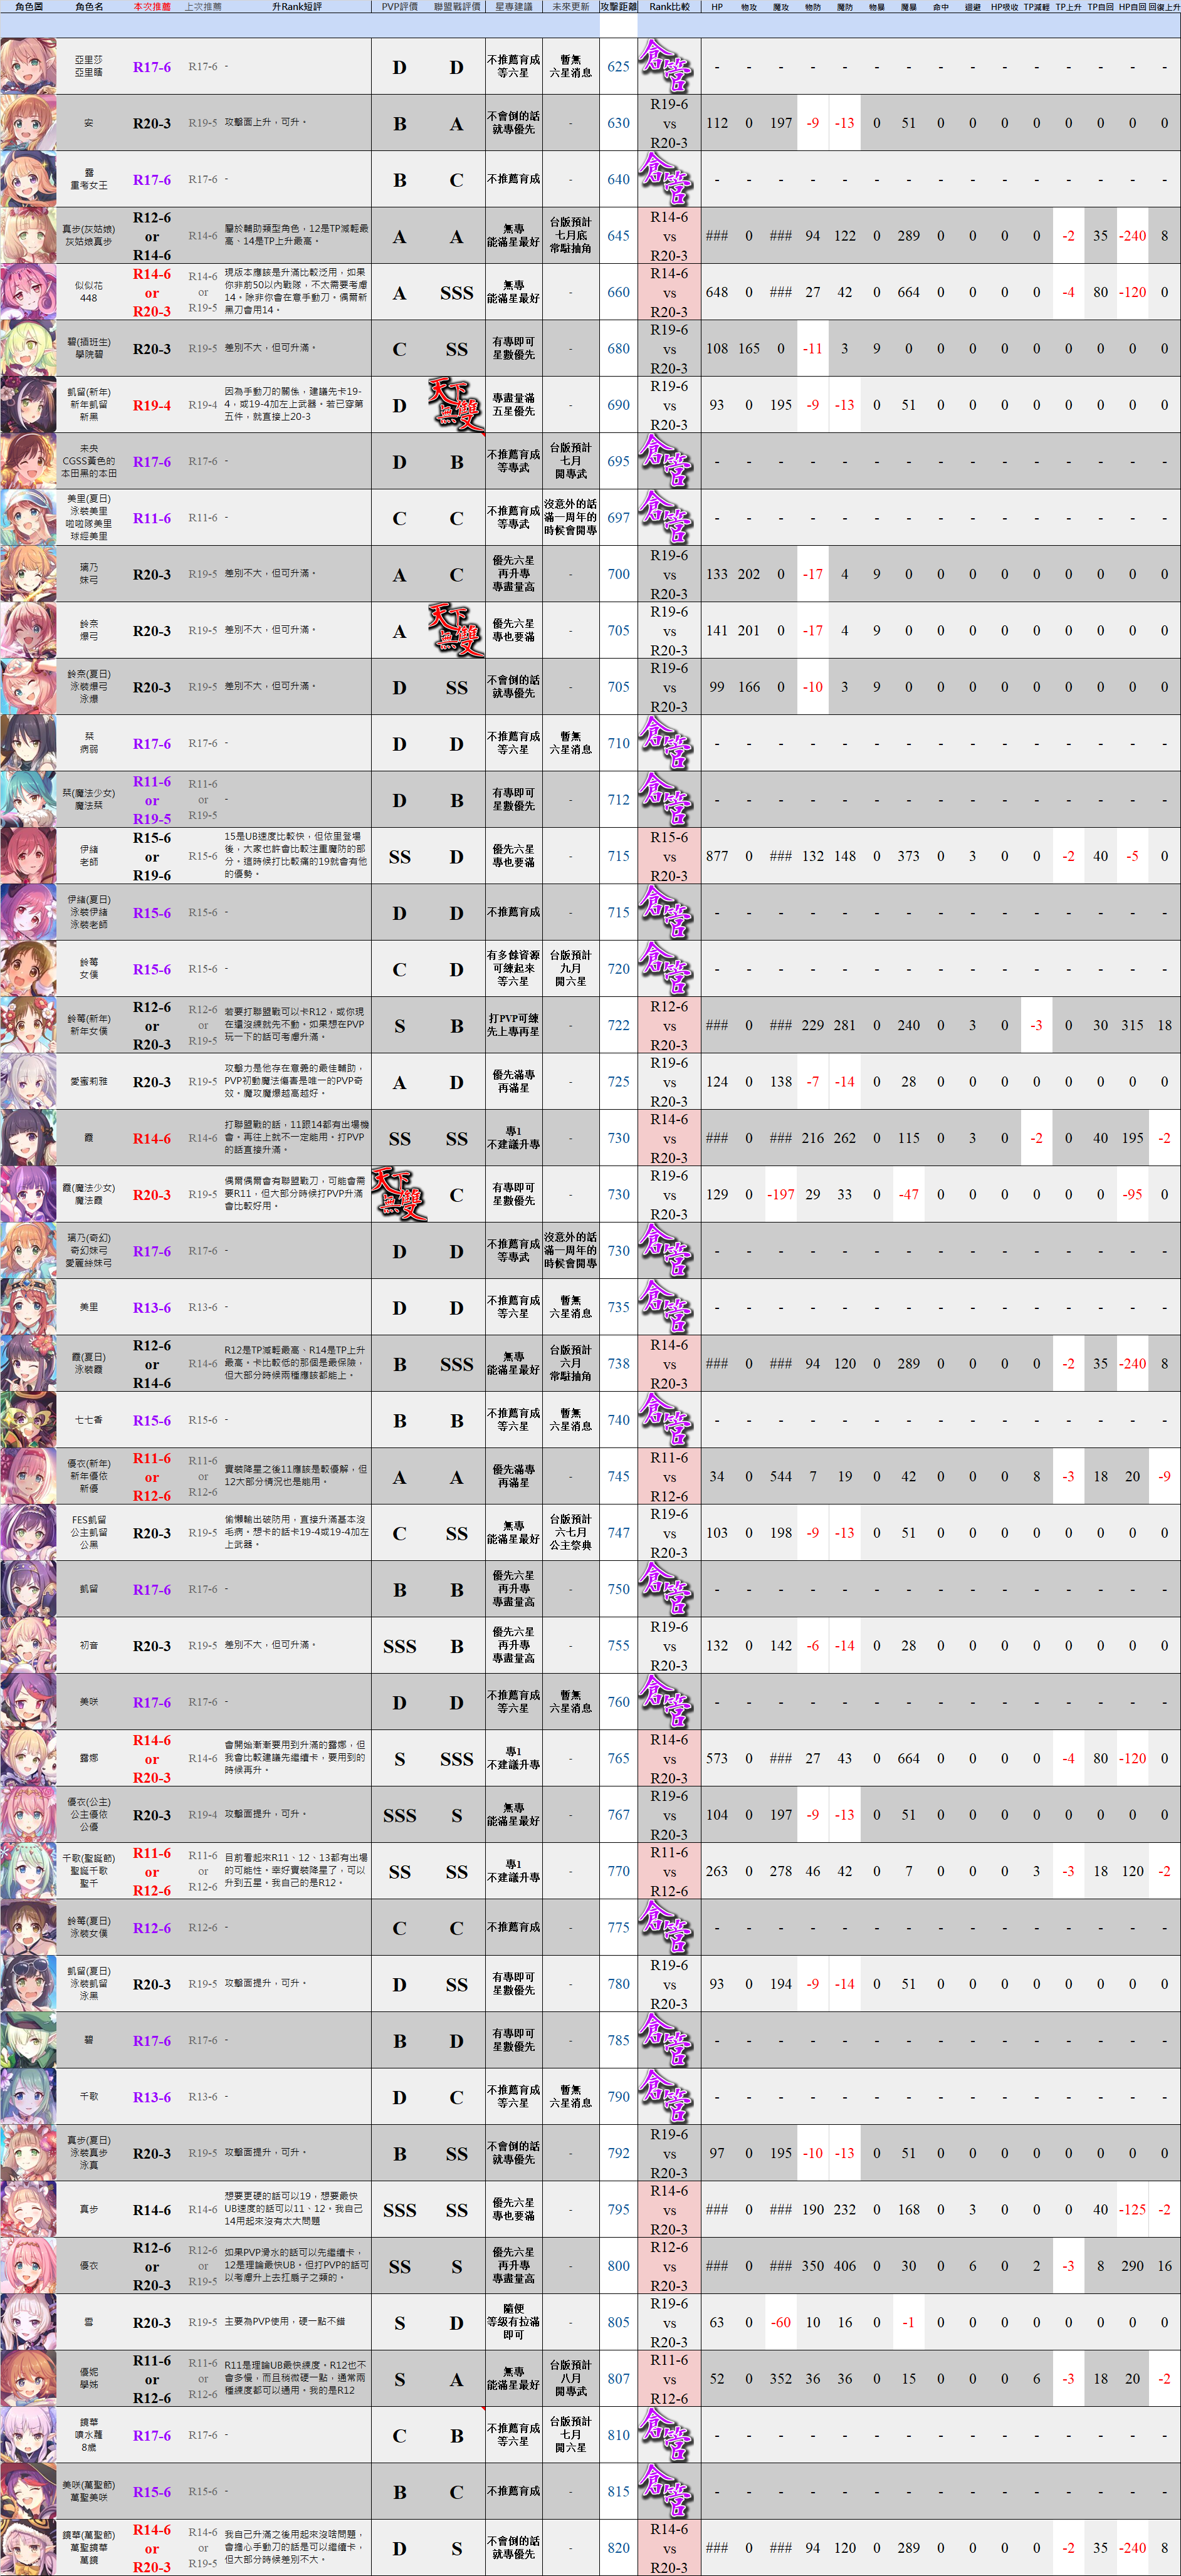 角色圖 角色名 本次推薦 上次推薦 升Rank短評 PVP評價 聯盟戰評價 星專建議 未來更新 攻擊距離 Rank比較 HP 物攻 魔攻 物防 魔防 物暴 魔暴 命中 迴避 HP吸收 TP減輕 TP上升 TP自回 HP自回 回復上升
亞里莎
亞里瞎
R17-6 R17-6 - D D
不推薦育成
等六星
暫無
六星消息
625 倉管 - - - - - - - - - - - - - - -
安
R20-3 R19-5 攻擊面上升，可升。 B A
不會倒的話
就專優先
- 630
R19-6
vs
R20-3
112 0 197 -9 -13 0 51 0 0 0 0 0 0 0 0
露
重考女王
R17-6 R17-6 - B C 不推薦育成 - 640 倉管 - - - - - - - - - - - - - - -
真步(灰姑娘)
灰姑娘真步
R12-6
or
R14-6
R14-6
屬於輔助類型角色，12是TP減輕最
高、14是TP上升最高。
A A
無專
能滿星最好
台版預計
七月底
常駐抽角
645
R14-6
vs
R20-3
### 0 ### 94 122 0 289 0 0 0 0 -2 35 -240 8
似似花
448
R14-6
or
R20-3
R14-6
or
R19-5
現版本應該是升滿比較泛用，如果
你非前50以內戰隊，不太需要考慮
14。除非你會在意手動刀。偶爾新
黑刀會用14。
A SSS
無專
能滿星最好
- 660
R14-6
vs
R20-3
648 0 ### 27 42 0 664 0 0 0 0 -4 80 -120 0
碧(插班生)
學院碧
R20-3 R19-5 差別不大，但可升滿。 C SS
有專即可
星數優先
- 680
R19-6
vs
R20-3
108 165 0 -11 3 9 0 0 0 0 0 0 0 0 0
凱留(新年)
新年凱留
新黑
R19-4 R19-4
因為手動刀的關係，建議先卡19-
4，或19-4加左上武器。若已穿第
五件，就直接上20-3
D 天下無雙
專盡量滿
五星優先
- 690
R19-6
vs
R20-3
93 0 195 -9 -13 0 51 0 0 0 0 0 0 0 0
未央
CGSS黃色的
本田黑的本田
R17-6 R17-6 - D B
不推薦育成
等專武
台版預計
七月
開專武
695 倉管 - - - - - - - - - - - - - - -
美里(夏日)
泳裝美里
啦啦隊美里
球經美里
R11-6 R11-6 - C C
不推薦育成
等專武
沒意外的話
滿一周年的
時候會開專
697 倉管 - - - - - - - - - - - - - - -
璃乃
妹弓
R20-3 R19-5 差別不大，但可升滿。 A C
優先六星
再升專
專盡量高
- 700
R19-6
vs
R20-3
133 202 0 -17 4 9 0 0 0 0 0 0 0 0 0
鈴奈
爆弓
R20-3 R19-5 差別不大，但可升滿。 A 天下無雙
優先六星
專也要滿
- 705
R19-6
vs
R20-3
141 201 0 -17 4 9 0 0 0 0 0 0 0 0 0
鈴奈(夏日)
泳裝爆弓
泳爆
R20-3 R19-5 差別不大，但可升滿。 D SS
不會倒的話
就專優先
- 705
R19-6
vs
R20-3
99 166 0 -10 3 9 0 0 0 0 0 0 0 0 0
栞
病弱
R17-6 R17-6 - D D
不推薦育成
等六星
暫無
六星消息
710 倉管 - - - - - - - - - - - - - - -
栞(魔法少女)
魔法栞
R11-6
or
R19-5
R11-6
or
R19-5
- D B
有專即可
星數優先
- 712 倉管 - - - - - - - - - - - - - - -
伊緒
老師
R15-6
or
R19-6
R15-6
15是UB速度比較快，但依里登場
後，大家也許會比較注重魔防的部
分。這時候打比較痛的19就會有他
的優勢。
SS D
優先六星
專也要滿
- 715
R15-6
vs
R20-3
877 0 ### 132 148 0 373 0 3 0 0 -2 40 -5 0
伊緒(夏日)
泳裝伊緒
泳裝老師
R15-6 R15-6 - D D 不推薦育成 - 715 倉管 - - - - - - - - - - - - - - -
鈴莓
女僕
R15-6 R15-6 - C D
有多餘資源
可練起來
等六星
台版預計
九月
開六星
720 倉管 - - - - - - - - - - - - - - -
鈴莓(新年)
新年女僕
R12-6
or
R20-3
R12-6
or
R19-5
若要打聯盟戰可以卡R12，或你現
在還沒練就先不動。如果想在PVP
玩一下的話可考慮升滿。
S B
打PVP可練
先上專再星
- 722
R12-6
vs
R20-3
### 0 ### 229 281 0 240 0 3 0 -3 0 30 315 18
愛蜜莉雅
R20-3 R19-5
攻擊力是他存在意義的最佳輔助，
PVP初動魔法傷害是唯一的PVP奇
效。魔攻魔爆越高越好。
A D
優先滿專
再滿星
- 725
R19-6
vs
R20-3
124 0 138 -7 -14 0 28 0 0 0 0 0 0 0 0
霞
R14-6 R14-6
打聯盟戰的話，11跟14都有出場機
會。再往上就不一定能用。打PVP
的話直接升滿。
SS SS
專1
不建議升專
- 730
R14-6
vs
R20-3
### 0 ### 216 262 0 115 0 3 0 -2 0 40 195 -2
霞(魔法少女)
魔法霞
R20-3 R19-5
偶爾偶爾會有聯盟戰刀，可能會需
要R11，但大部分時候打PVP升滿
會比較好用。
天下無雙 C
有專即可
星數優先
- 730
R19-6
vs
R20-3
129 0 -197 29 33 0 -47 0 0 0 0 0 0 -95 0
璃乃(奇幻)
奇幻妹弓
愛麗絲妹弓
R17-6 R17-6 - D D
不推薦育成
等專武
沒意外的話
滿一周年的
時候會開專
730 倉管 - - - - - - - - - - - - - - -
美里
R13-6 R13-6 - D D
不推薦育成
等六星
暫無
六星消息
735 倉管 - - - - - - - - - - - - - - -
霞(夏日)
泳裝霞
R12-6
or
R14-6
R14-6
R12是TP減輕最高、R14是TP上升
最高。卡比較低的那個是最保險，
但大部分時候兩種應該都能上。
B SSS
無專
能滿星最好
台版預計
六月
常駐抽角
738
R14-6
vs
R20-3
### 0 ### 94 120 0 289 0 0 0 0 -2 35 -240 8
七七香
R15-6 R15-6 - B B
不推薦育成
等六星
暫無
六星消息
740 倉管 - - - - - - - - - - - - - - -
優衣(新年)
新年優依
新優
R11-6
or
R12-6
R11-6
or
R12-6
實裝降星之後11應該是較優解，但
12大部分情況也是能用。
A A
優先滿專
再滿星
- 745
R11-6
vs
R12-6
34 0 544 7 19 0 42 0 0 0 8 -3 18 20 -9
FES凱留
公主凱留
公黑
R20-3 R19-5
偷懶輸出破防用，直接升滿基本沒
毛病。想卡的話卡19-4或19-4加左
上武器。
C SS
無專
能滿星最好
台版預計
六七月
公主祭典
747
R19-6
vs
R20-3
103 0 198 -9 -13 0 51 0 0 0 0 0 0 0 0
凱留
R17-6 R17-6 - B B
優先六星
再升專
專盡量高
- 750 倉管 - - - - - - - - - - - - - - -
初音
R20-3 R19-5 差別不大，但可升滿。 SSS B
優先六星
再升專
專盡量高
- 755
R19-6
vs
R20-3
132 0 142 -6 -14 0 28 0 0 0 0 0 0 0 0
美咲
R17-6 R17-6 - D D
不推薦育成
等六星
暫無
六星消息
760 倉管 - - - - - - - - - - - - - - -
露娜
R14-6
or
R20-3
R14-6
會開始漸漸要用到升滿的露娜，但
我會比較建議先繼續卡，要用到的
時候再升。
S SSS
專1
不建議升專
- 765
R14-6
vs
R20-3
573 0 ### 27 43 0 664 0 0 0 0 -4 80 -120 0
優衣(公主)
公主優依
公優
R20-3 R19-4 攻擊面提升，可升。 SSS S
無專
能滿星最好
- 767
R19-6
vs
R20-3
104 0 197 -9 -13 0 51 0 0 0 0 0 0 0 0
千歌(聖誕節)
聖誕千歌
聖千
R11-6
or
R12-6
R11-6
or
R12-6
目前看起來R11、12、13都有出場
的可能性。幸好實裝降星了，可以
升到五星。我自己的是R12。
SS SS
專1
不建議升專
- 770
R11-6
vs
R12-6
263 0 278 46 42 0 7 0 0 0 3 -3 18 120 -2
鈴莓(夏日)
泳裝女僕
R12-6 R12-6 - C C 不推薦育成 - 775 倉管 - - - - - - - - - - - - - - -
凱留(夏日)
泳裝凱留
泳黑
R20-3 R19-5 攻擊面提升，可升。 D SS
有專即可
星數優先
- 780
R19-6
vs
R20-3
93 0 194 -9 -14 0 51 0 0 0 0 0 0 0 0
碧
R17-6 R17-6 - B D
有專即可
星數優先
- 785 倉管 - - - - - - - - - - - - - - -
千歌
R13-6 R13-6 - D C
不推薦育成
等六星
暫無
六星消息
790 倉管 - - - - - - - - - - - - - - -
真步(夏日)
泳裝真步
泳真
R20-3 R19-5 攻擊面提升，可升。 B SS
不會倒的話
就專優先
- 792
R19-6
vs
R20-3
97 0 195 -10 -13 0 51 0 0 0 0 0 0 0 0
真步
R14-6 R14-6
想要更硬的話可以19，想要最快
UB速度的話可以11、12。我自己
14用起來沒有太大問題
SSS SS
優先六星
專也要滿
- 795
R14-6
vs
R20-3
### 0 ### 190 232 0 168 0 3 0 0 0 40 -125 -2
優衣
R12-6
or
R20-3
R12-6
or
R19-5
如果PVP滑水的話可以先繼續卡，
12是理論最快UB。但打PVP的話可
以考慮升上去扛扇子之類的。
SS S
優先六星
再升專
專盡量高
- 800
R12-6
vs
R20-3
### 0 ### 350 406 0 30 0 6 0 2 -3 8 290 16
雪
R20-3 R19-5 主要為PVP使用，硬一點不錯 S D
隨便
等級有拉滿
即可
- 805
R19-6
vs
R20-3
63 0 -60 10 16 0 -1 0 0 0 0 0 0 0 0
優妮
學姊
R11-6
or
R12-6
R11-6
or
R12-6
R11是理論UB最快練度。R12也不
會多慢，而且稍微硬一點，通常兩
種練度都可以通用。我的是R12
S A
無專
能滿星最好
台版預計
八月
開專武
807
R11-6
vs
R12-6
52 0 352 36 36 0 15 0 0 0 6 -3 18 20 -2
鏡華
噴水蘿
8歲
R17-6 R17-6 - C B
不推薦育成
等六星
台版預計
七月
開六星
810 倉管 - - - - - - - - - - - - - - -
美咲(萬聖節)
萬聖美咲
R15-6 R15-6 - B C 不推薦育成 - 815 倉管 - - - - - - - - - - - - - - -
鏡華(萬聖節)
萬聖鏡華
萬鏡
R14-6
or
R20-3
R14-6
or
R19-5
我自己升滿之後用起來沒啥問題，
會擔心手動刀的話是可以繼續卡，
但大部分時候差別不大。
D S
不會倒的話
就專優先
- 820
R14-6
vs
R20-3
### 0 ### 94 120 0 289 0 0 0 0 -2 35 -240 8